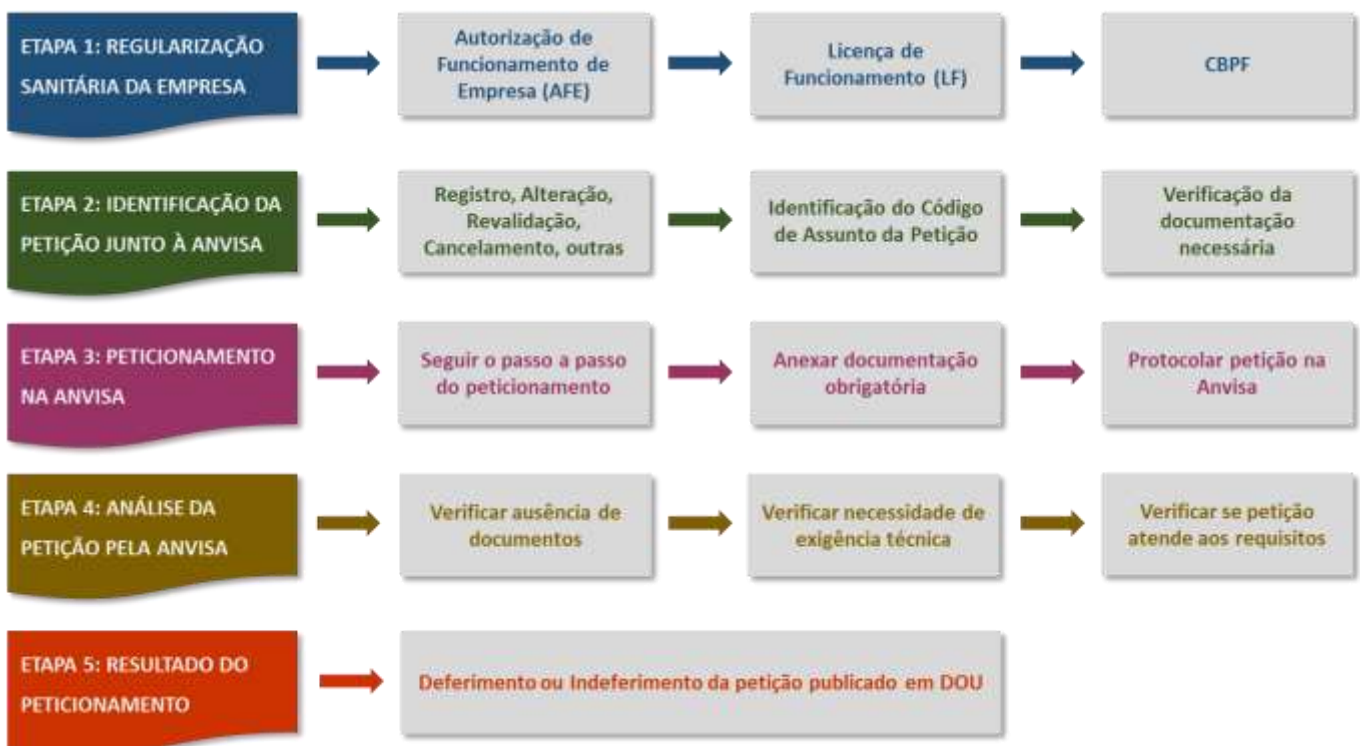 ETAPA 1: REGULARIZAÇÃO
SANITÁRIA DA EMPRESA
Autorização de
Funcionamento de
Empresa (AFE)
Licença de
Funcionamento (LF)
CBPF
ETAPA 2: IDENTIFICAÇÃO DA
PETIÇÃO JUNTO À ANVISA
Registro, Alteração,
Revalidação,
Cancelamento, outras
Identificação do Código
de Assunto da Petição
Verificação da
documentação
necessária
ETAPA 3: PETICIONAMENTO
NA ANVISA
Seguir o passo a passo
do peticionamento
Anexar documentação
obrigatória
Protocolar petição na
Anvisa
ETAPA 4: ANÁLISE DA
PETIÇÃO PELA ANVISA
Verificar ausência de
documentos
Verificar necessidade de
exigência técnica
Verificar se petição
atende aos requisitos
ETAPA 5: RESULTADO DO
PETICIONAMENTO
Deferimento ou Indeferimento da petição publicado em DOU